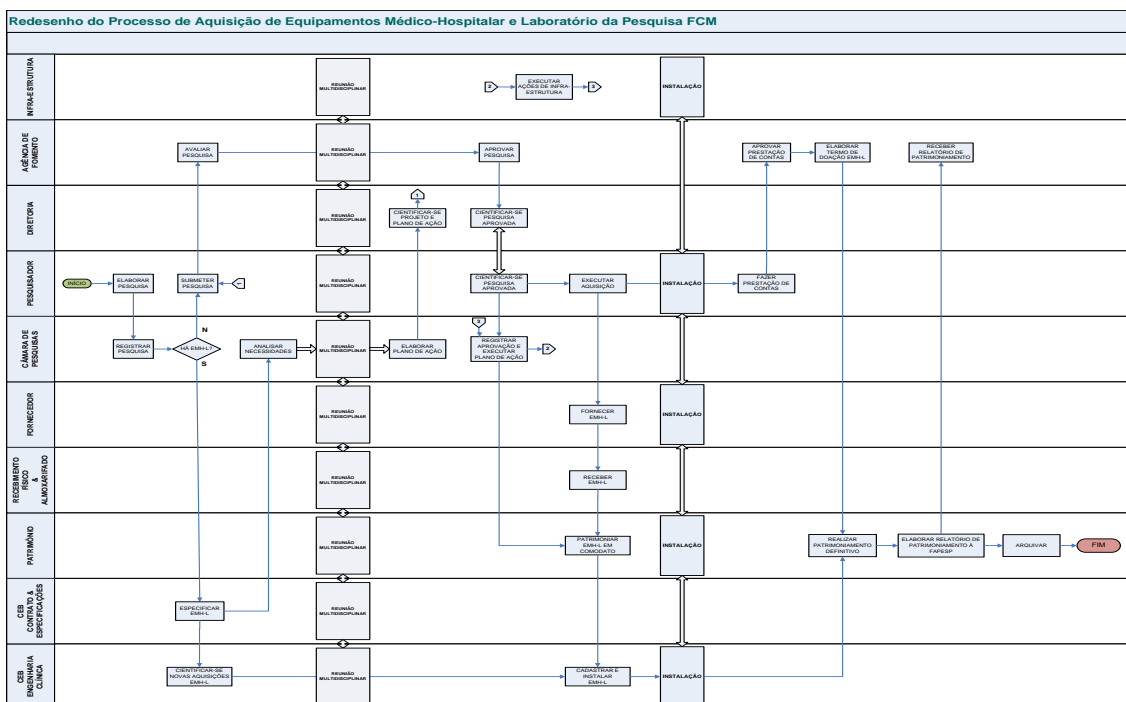 Redesenho do Processo de Aquisição de Equipamentos Médico-Hospitalar e Laboratório da Pesquisa FCM
INFRA-ESTRUTURA
REUNIÃO
MULTIDISCIPLINAR
2
EXECUTAR
AÇÕES DE INFRA-
ESTRUTURA
3
INSTALAÇÃO
AGÊNCIA DE
FOMENTO
AVALIAR
PESQUISA
REUNIÃO
MULTIDISCIPLINAR
APROVAR
PESQUISA
APROVAR
PRESTAÇÃO
DE CONTAS
ELABORAR
TERMO DE
DOAÇÃO EMH-L
RECEBER
RELATÓRIO DE
PATRIMONIAMENTO
DIRETORIA
REUNIÃO
MULTIDISCIPLINAR
1
CIENTIFICAR-SE
PROJETO E
PLANO DE AÇÃO
CIENTIFICAR-SE
PESQUISA
APROVADA
PESQUISADOR
INÍCIO
ELABORAR
PESQUISA
SUBMETER
PESQUISA
1
REUNIÃO
MULTIDISCIPLINAR
CIENTIFICAR-SE
PESQUISA
APROVADA
EXECUTAR
AQUISIÇÃO
INSTALAÇÃO
FAZER
PRESTAÇÃO DE
CONTAS
CÂMARA DE
PESQUISAS
REGISTRAR
PESQUISA
HÁ EMH-L?
N
S
ANALISAR
NECESSIDADES
REUNIÃO
MULTIDISCIPLINAR
ELABORAR
PLANO DE AÇÃO
3
REGISTRAR
APROVAÇÃO E
EXECUTAR
PLANO DE AÇÃO
2
FORNECEDOR
REUNIÃO
MULTIDISCIPLINAR
FORNECER
EMH-L
INSTALAÇÃO
RECEBIMENTO
FÍSICO
&
ALMOXARIFADO
REUNIÃO
MULTIDISCIPLINAR
RECEBER
EMH-L
PATRIMÔNIO
REUNIÃO
MULTIDISCIPLINAR
PATRIMONIAR
EMH-L EM
COMODATO
INSTALAÇÃO
REALIZAR
PATRIMONIAMENTO
DEFINITIVO
ELABORAR RELATÓRIO DE
PATRIMONIAMENTO À
FAPESP
ARQUIVAR
FIM
CEB
CONTRATO &
ESPECIFICAÇÕES
ESPECIFICAR
EMH-L
REUNIÃO
MULTIDISCIPLINAR
CEB
ENGENHARIA
CLÍNICA
CIENTIFICAR-SE
NOVAS AQUISIÇÕES
EMH-L
REUNIÃO
MULTIDISCIPLINAR
CADASTRAR E
INSTALAR
EMH-L
INSTALAÇÃO